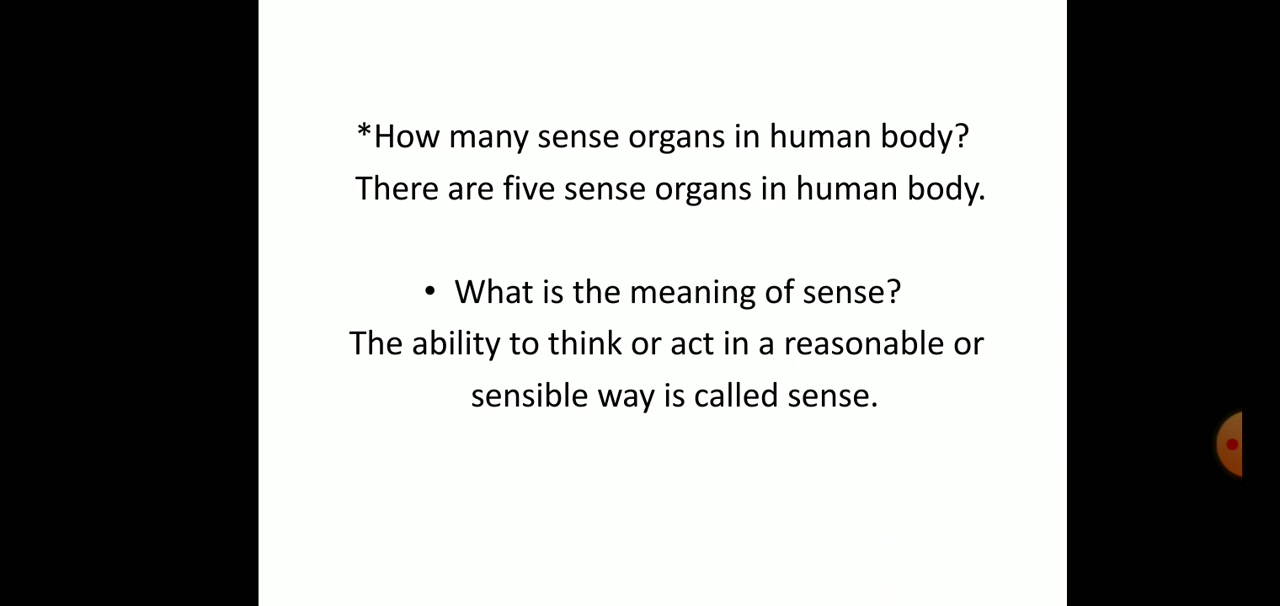 *How many sense organs in human body?
There are five sense organs in human body.
• What is the meaning of sense?
The ability to think or act in a reasonable or
sensible way is called sense.